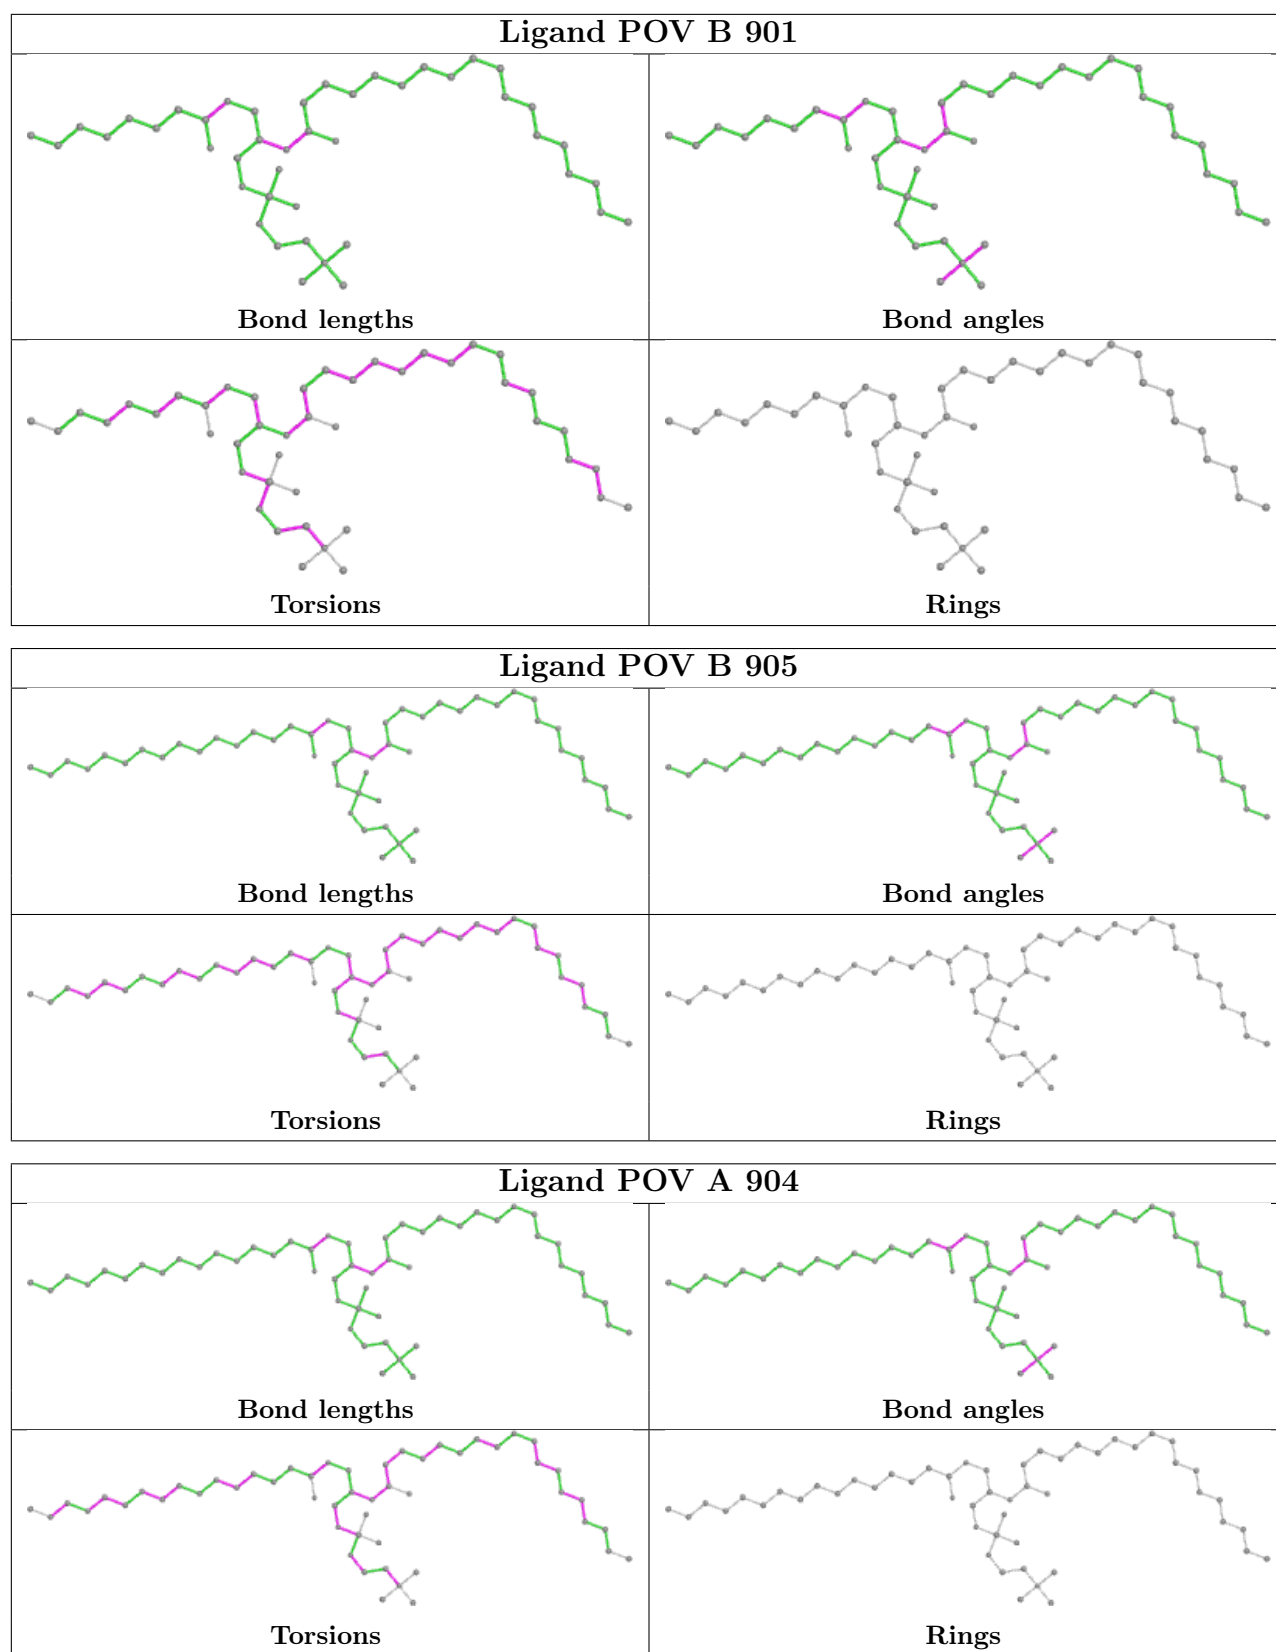 Ligand POV B 901
Bond lengths
Bond angles
Torsions
Rings
Ligand POV B 905
Bond lengths
Bond angles
Torsions
Rings
Ligand POV A 904
Bond lengths
Bond angles
Torsions
Rings